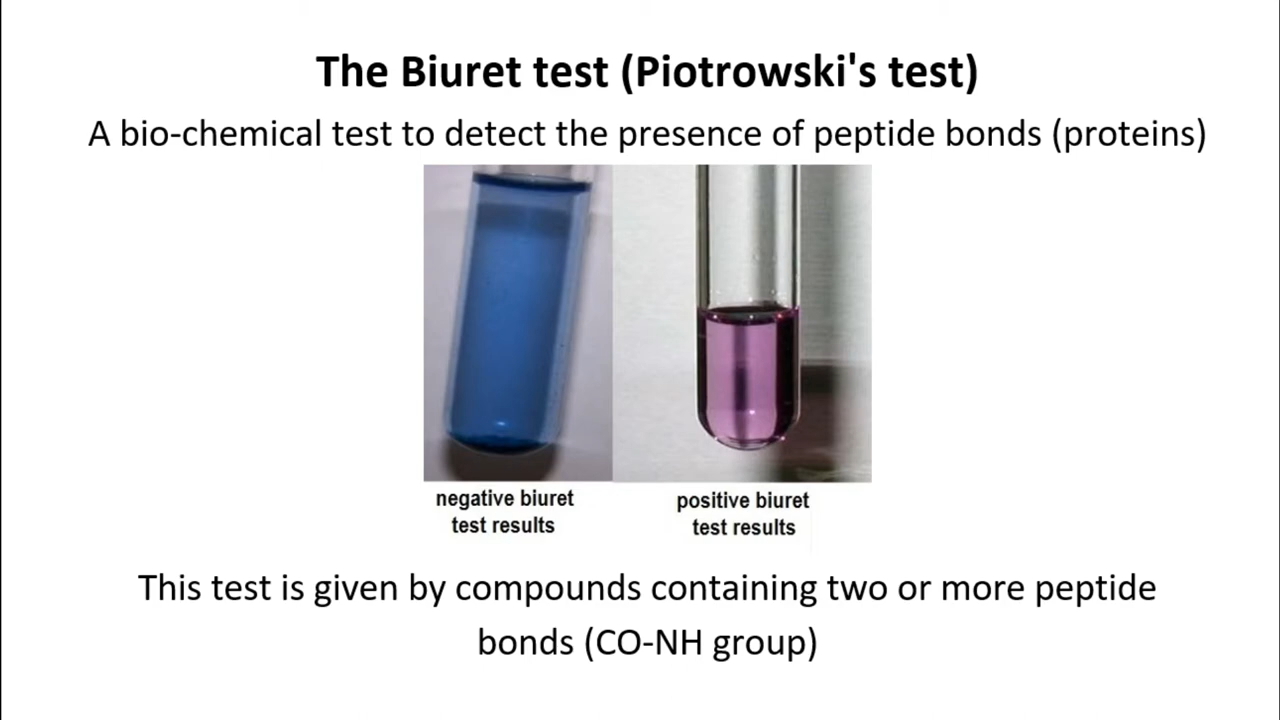 The Biuret test (Piotrowski's test)
A bio-chemical test to detect the presence of peptide bonds (proteins)
negative biuret
test results
positive biuret
test results
This test is given by compounds containing two or more peptide
bonds (CO-NH group)